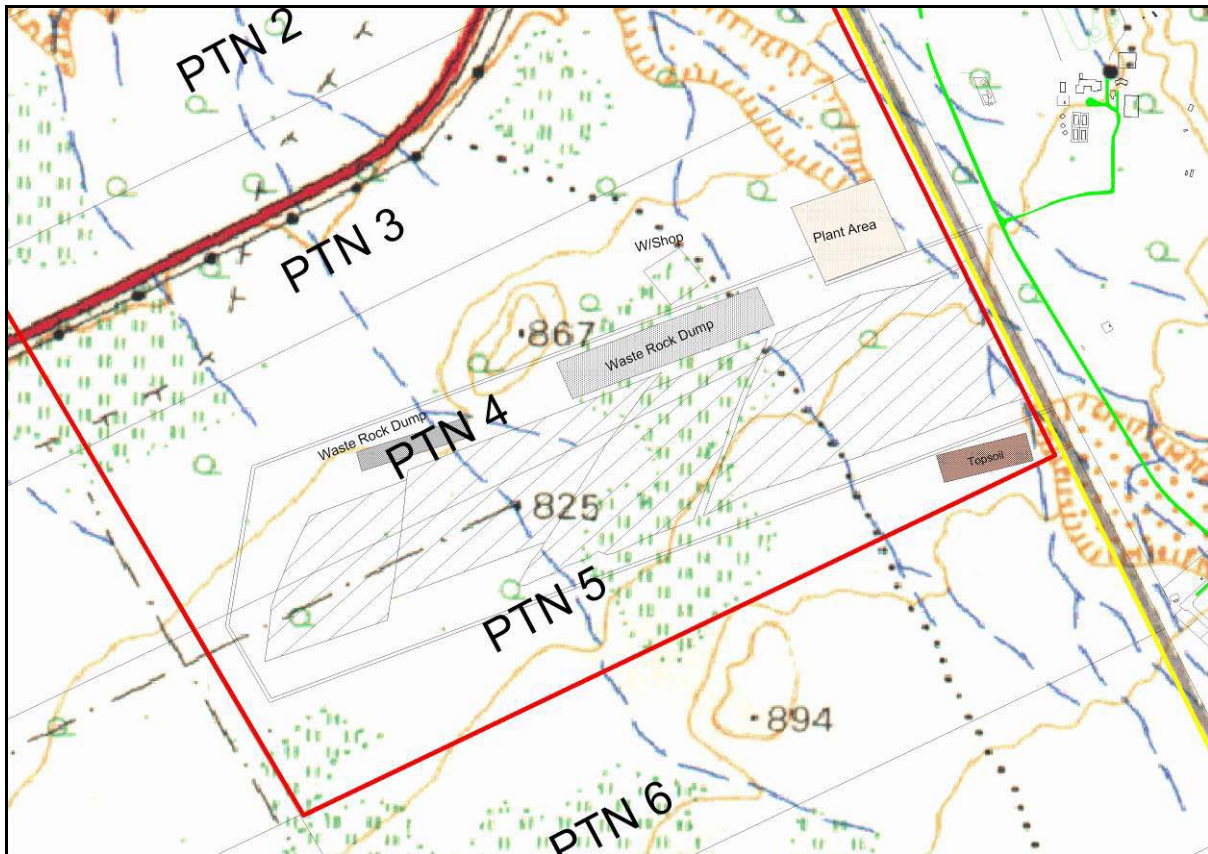 PTN 2
PTN 3
W/Shop
Plant Area
867
Waste Rock Dump
Waste Rock Dump
PTN 4
Topsoil
825
PTN 5
894
PTN 6